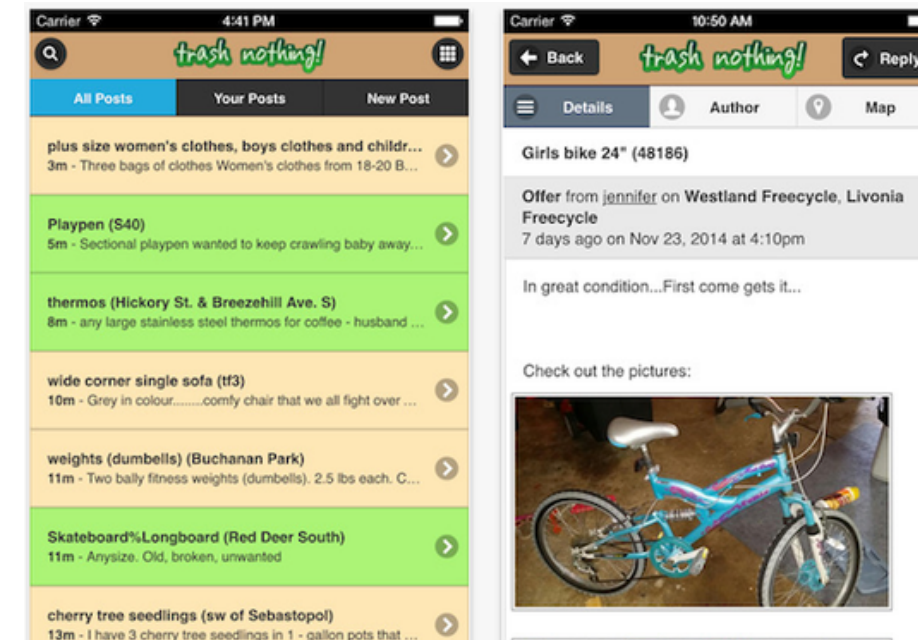 Carrier 4:41 PM
trash nothing!
All Posts Your Posts New Post
plus size women's clothes, boys clothes and childr...
3m - Three bags of clothes Women's clothes from 18-20 B...
Playpen (S40)
5m - Sectional playpen wanted to keep crawling baby away...
thermos (Hickory St. & Breezehill Ave. S)
8m - any large stainless steel thermos for coffee - husband ...
wide corner single sofa (tf3)
10m - Grey in colour........comfy chair that we all fight over ...
weights (dumbells) (Buchanan Park)
11m - Two bally fitness weights (dumbells). 2.5 lbs each. C...
Skateboard%Longboard (Red Deer South)
11m - Anysize. Old, broken, unwanted
cherry tree seedlings (sw of Sebastopol)
13m - I have 3 cherry tree seedlings in 1 - gallon pots that ...
Carrier 10:50 AM
Back trash nothing! Reply
Details Author Map
Girls bike 24" (48186)
Offer from jennifer on Westland Freecycle, Livonia
Freecycle
7 days ago on Nov 23, 2014 at 4:10pm
In great condition...First come gets it...
Check out the pictures: